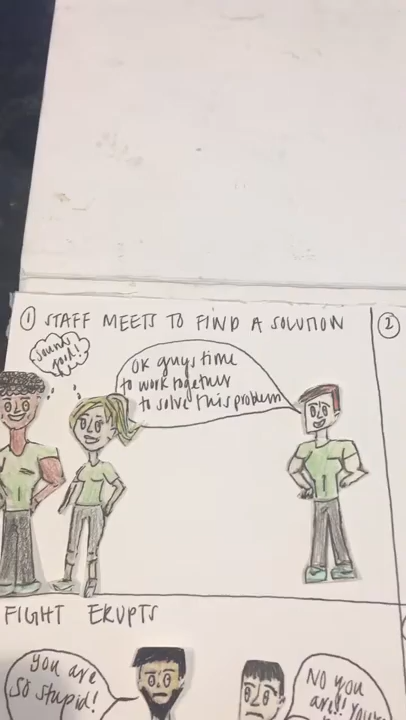 ① STAFF MEETS TO FIND A SOLUTION
②
sounds
good!
OK guys time
to work together
to solve this problem
FIGHT ERUPTS
you are
so stupid!
NO you
are!!